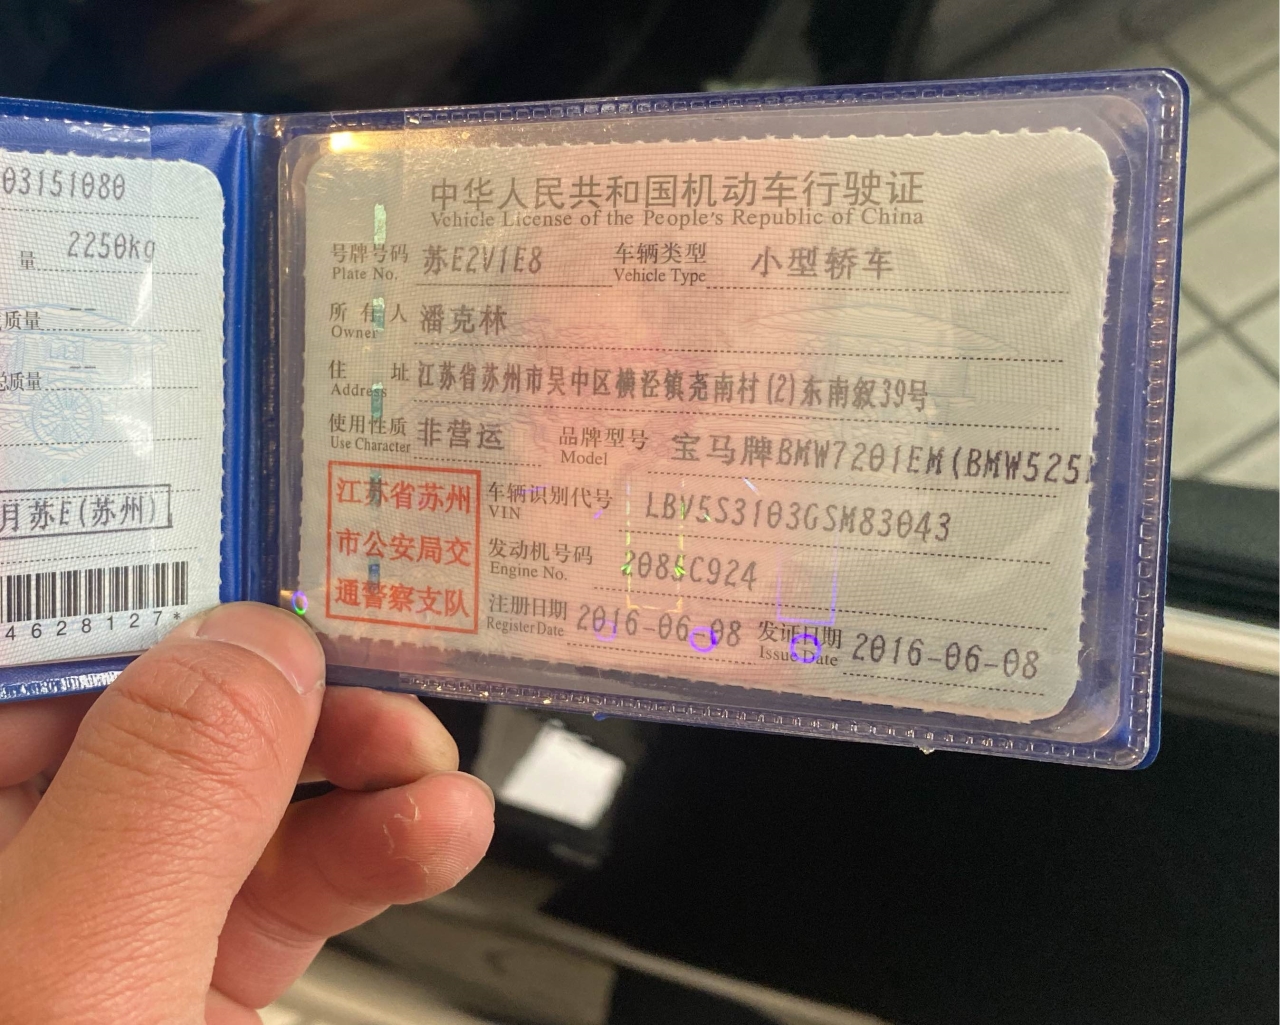 03151080
量 2250kg
质量 --
总质量 --
月苏E(苏州)
4628127*
中华人民共和国机动车行驶证
Vehicle License of the People's Republic of China
号牌号码 苏E2V1E8 车辆类型 小型轿车
Plate No. Vehicle Type
所有人 潘克林
Owner
住址 江苏省苏州市吴中区横泾镇尧南村(2)东南叙39号
Address
使用性质 非营运 品牌型号 宝马牌BMW7201EM(BMW525
Use Character Model
江苏省苏州
市公安局交
通警察支队
车辆识别代号 LBV5S3103GSM83043
VIN
发动机号码 2085C924
Engine No.
注册日期 2016-06-08 发证日期 2016-06-08
Register Date Issue Date